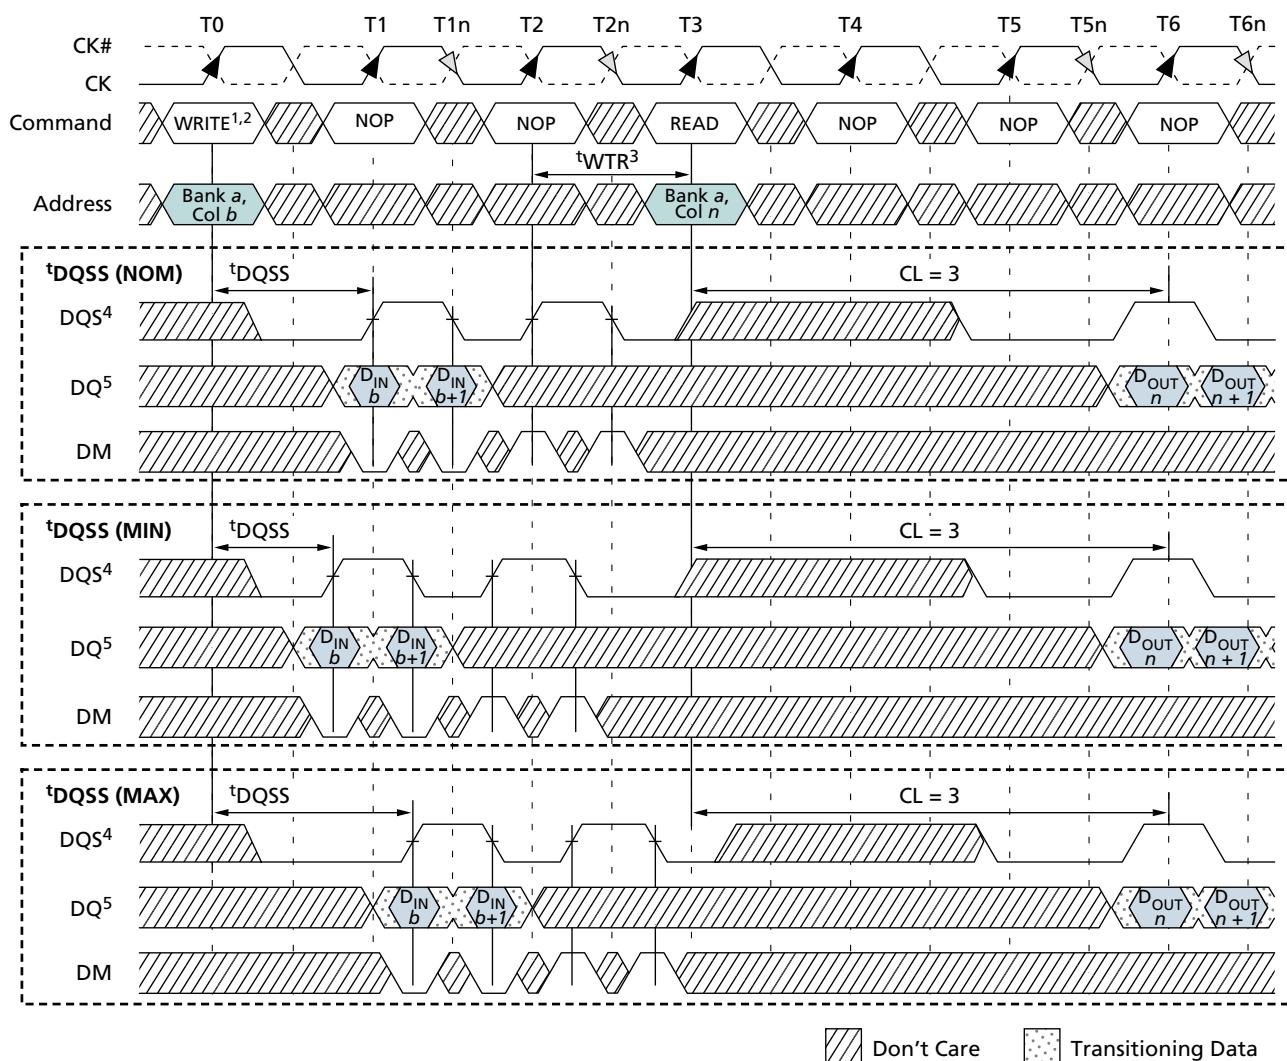 T0 T1 T1n T2 T2n T3 T4 T5 T5n T6 T6n
CK#
CK
Command WRITE1,2 NOP NOP READ NOP NOP NOP
tWTR3
Address Bank a, Col b Bank a, Col n
tDQSS (NOM) tDQSS CL = 3
DQS4
DQ5 DIN b DIN b+1 DOUT n DOUT n + 1
DM
tDQSS (MIN) tDQSS CL = 3
DQS4
DQ5 DIN b DIN b+1 DOUT n DOUT n + 1
DM
tDQSS (MAX) tDQSS CL = 3
DQS4
DQ5 DIN b DIN b+1 DOUT n DOUT n + 1
DM
Don't Care Transitioning Data